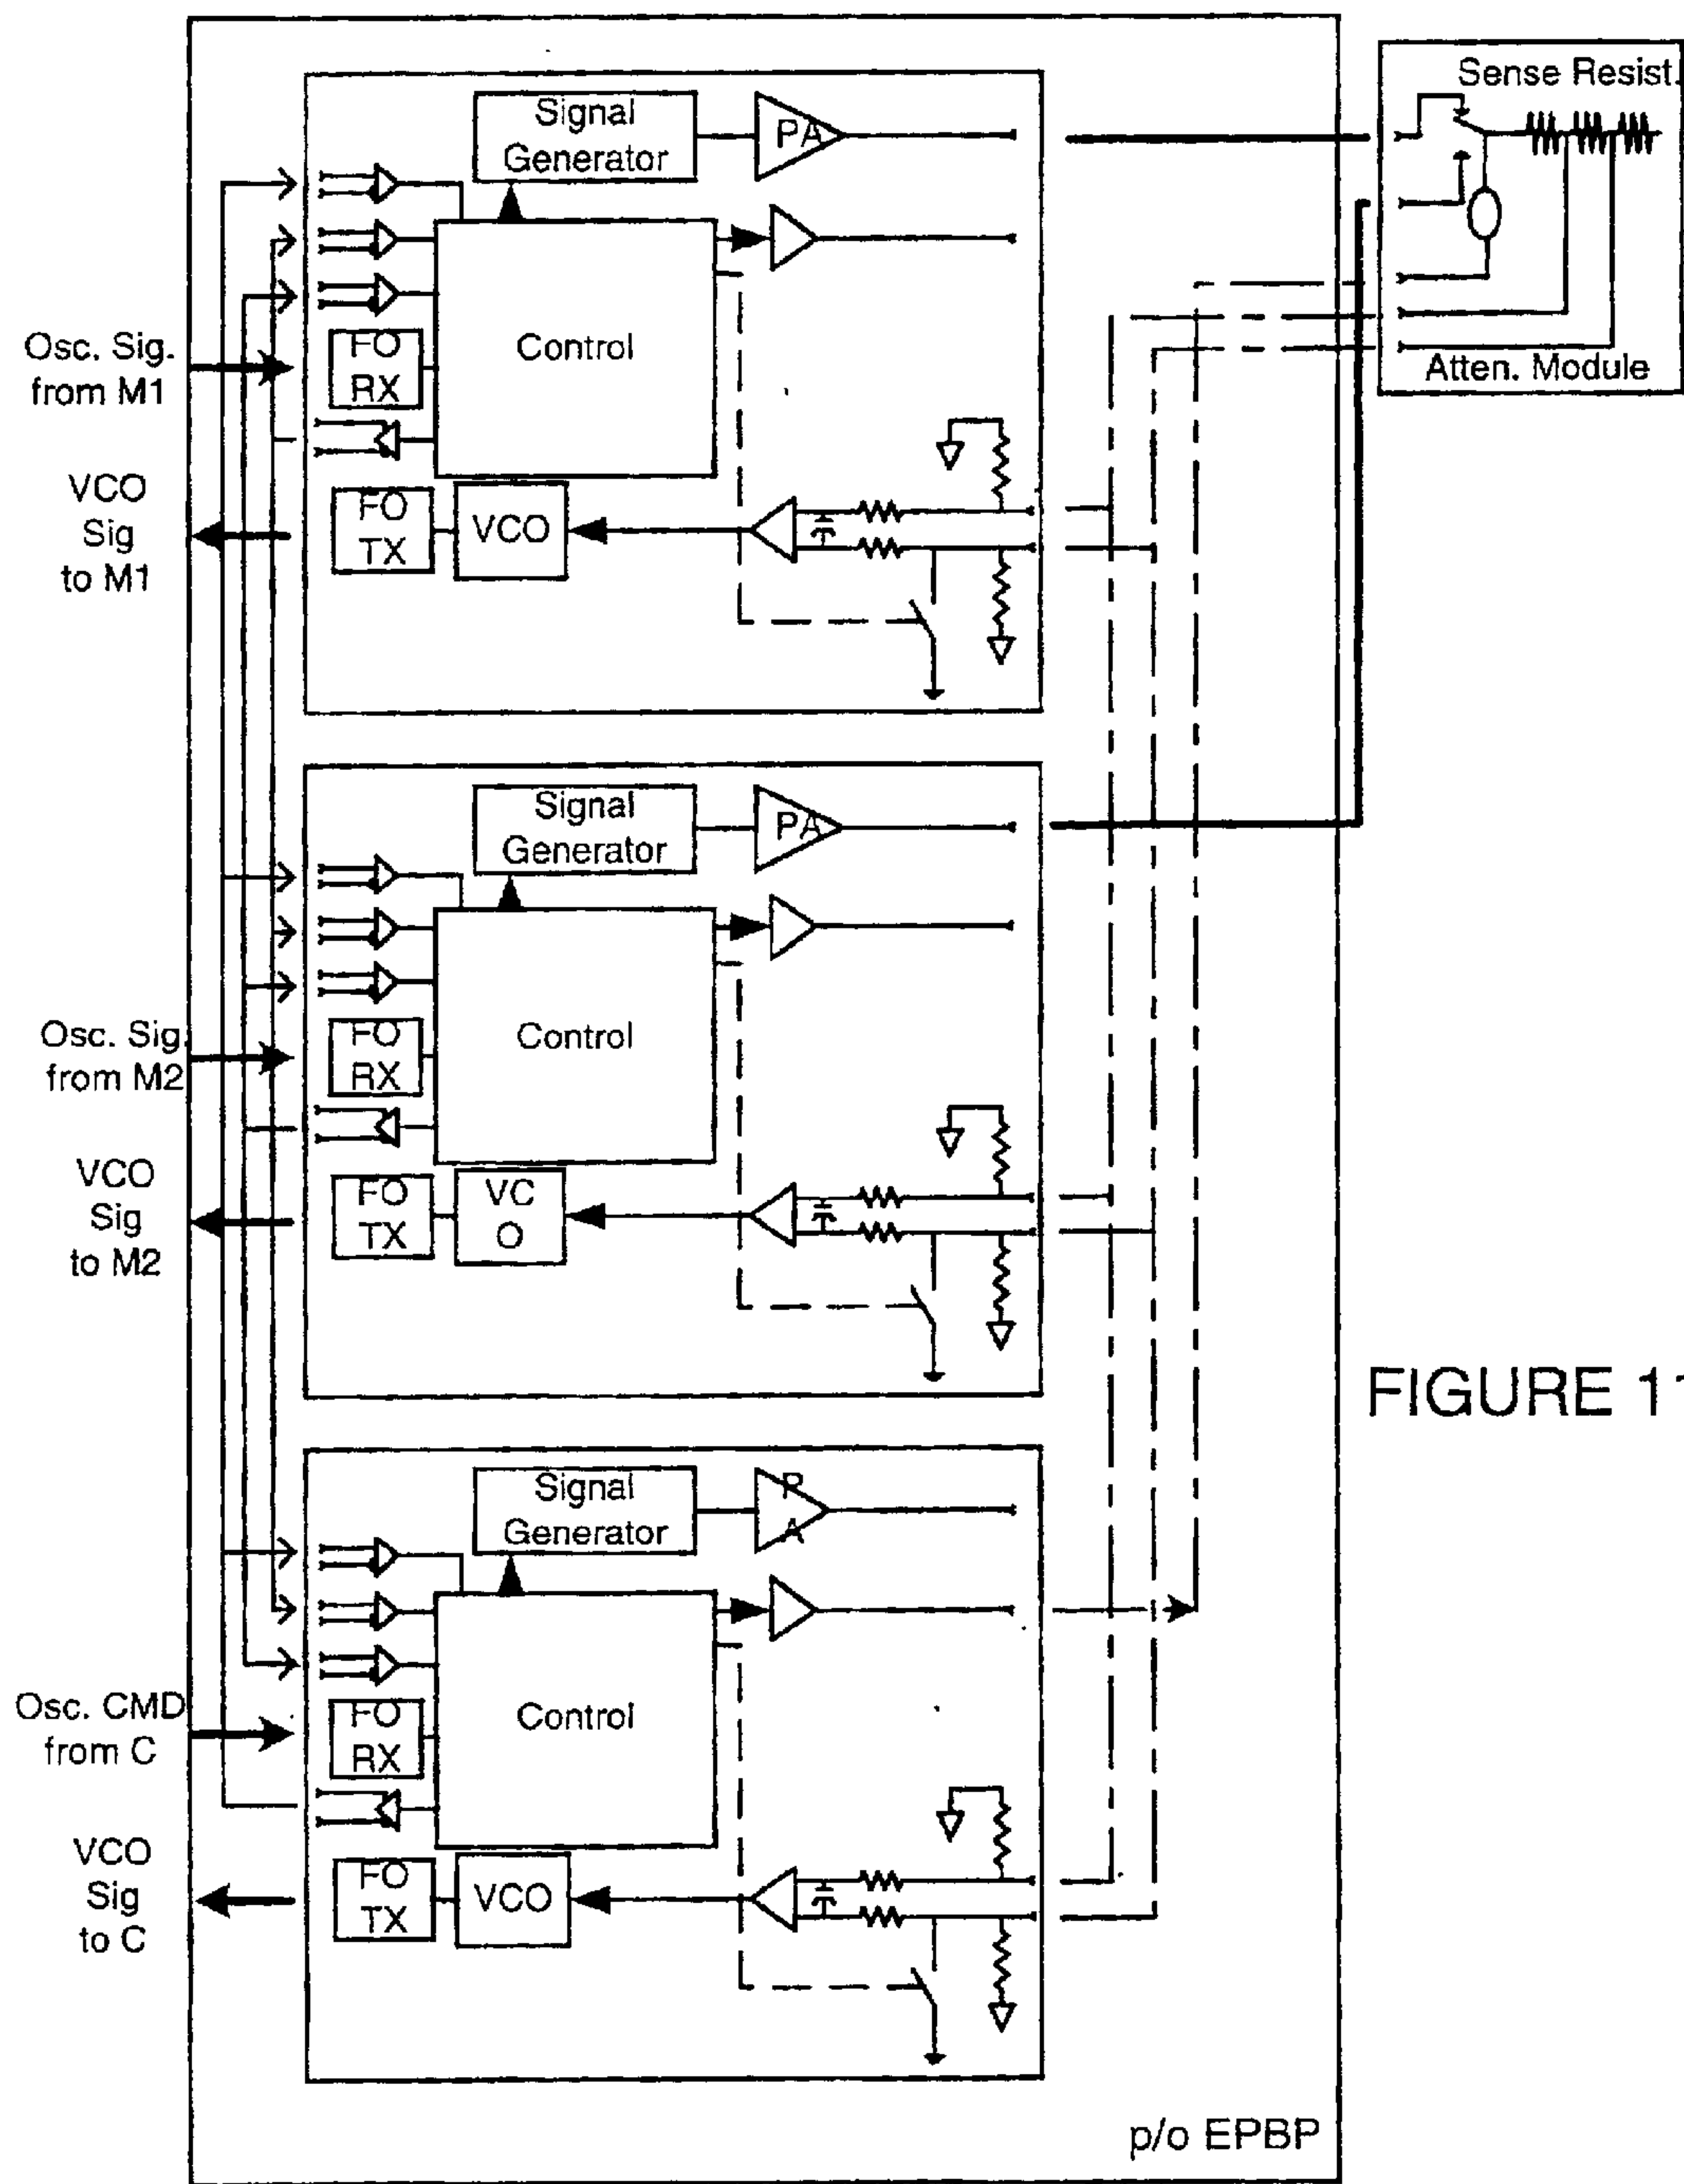 Sense Resist.
Atten. Module
Signal
Generator
PA
Control
FO
RX
FO
TX
VCO
Osc. Sig.
from M1
VCO
Sig
to M1
Signal
Generator
PA
Control
FO
RX
FO
TX
VC
O
Osc. Sig.
from M2
VCO
Sig
to M2
FIGURE 11
Signal
Generator
P
A
Control
FO
RX
FO
TX
VCO
Osc. CMD
from C
VCO
Sig
to C
p/o EPBP